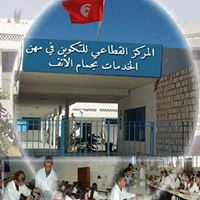 المركز القطاعي للتكوين في مهن
الخدمات بحمام الأنف